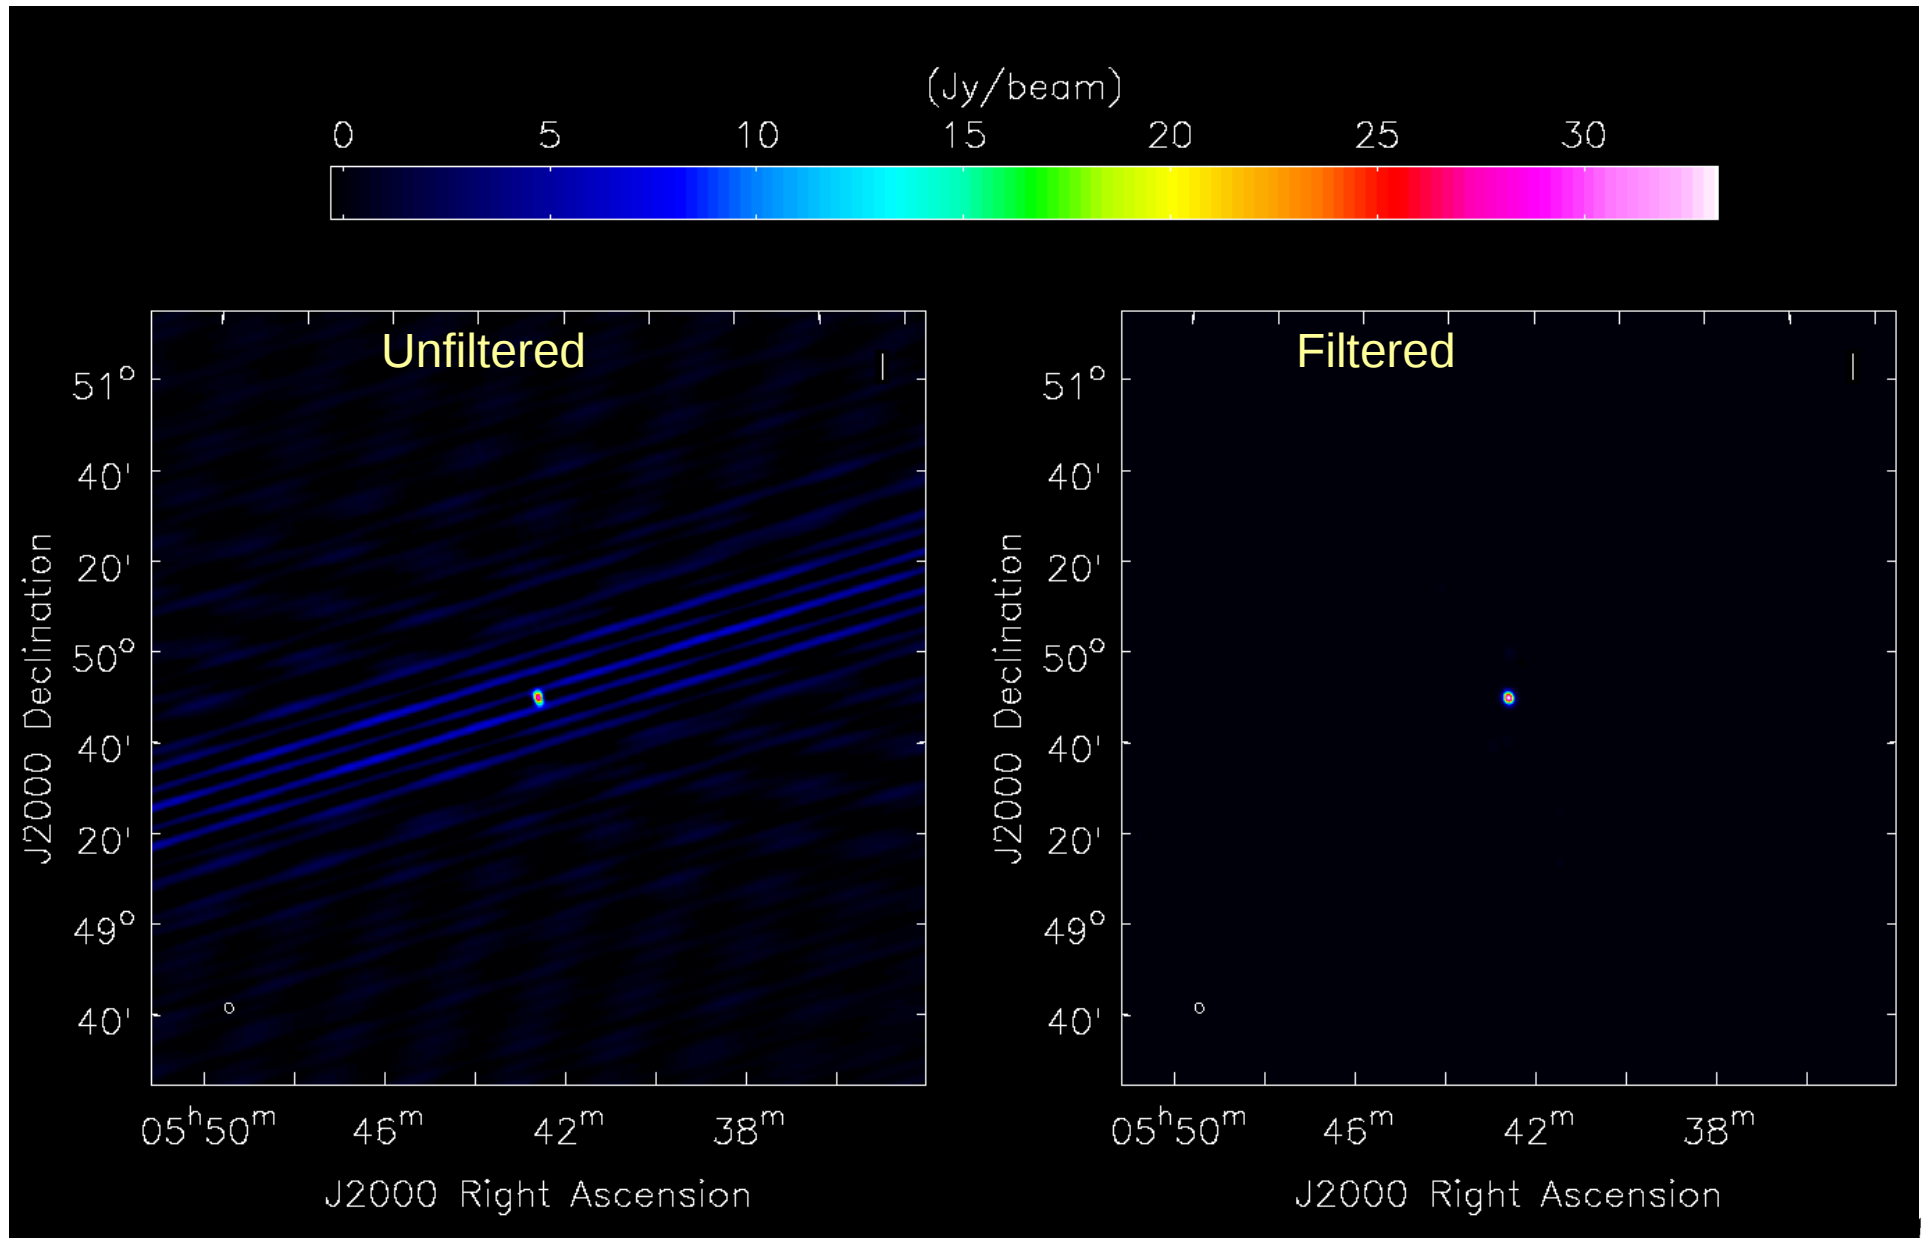 (Jy/beam)
0 5 10 15 20 25 30
Unfiltered
51°
40'
20'
50°
40'
20'
49°
40'
J2000 Declination
05ʰ50ᵐ 46ᵐ 42ᵐ 38ᵐ
J2000 Right Ascension
Filtered
51°
40'
20'
50°
40'
20'
49°
40'
J2000 Declination
05ʰ50ᵐ 46ᵐ 42ᵐ 38ᵐ
J2000 Right Ascension